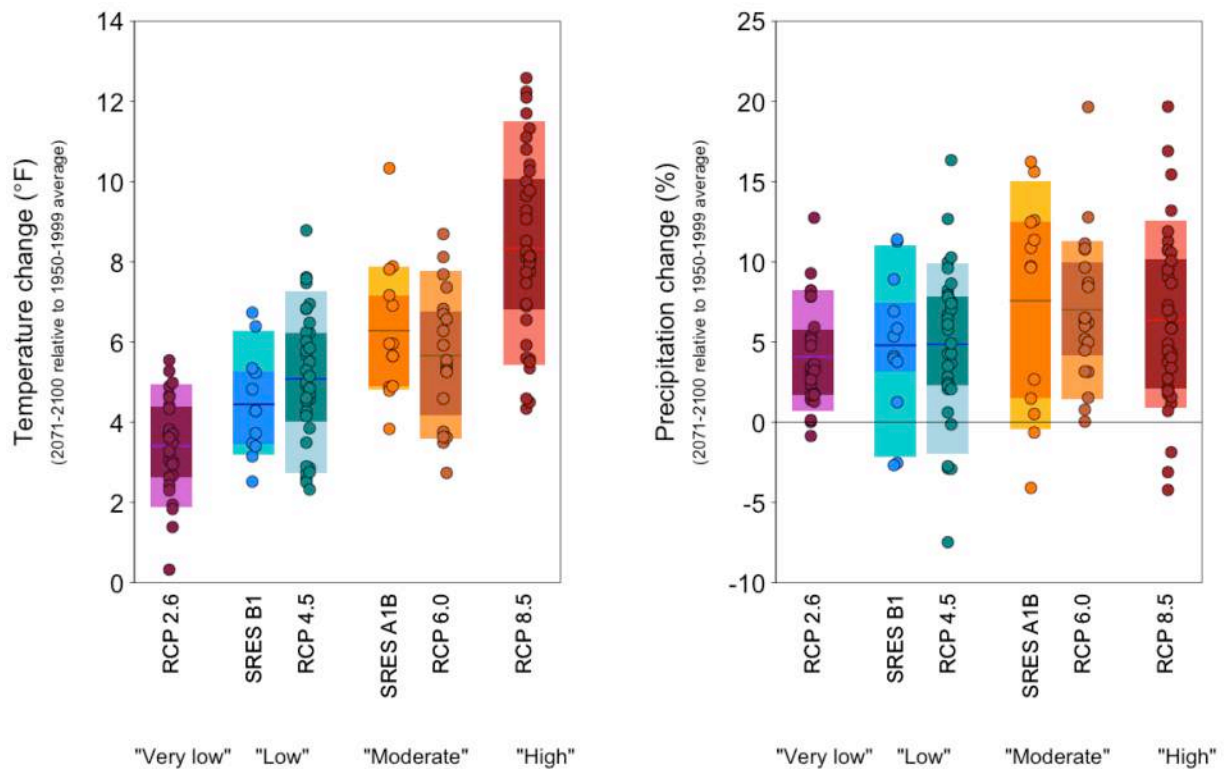 Temperature change (°F)
(2071-2100 relative to 1950-1999 average)
14
12
10
8
6
4
2
0
RCP 2.6
SRES B1
RCP 4.5
SRES A1B
RCP 6.0
RCP 8.5
"Very low"
"Low"
"Moderate"
"High"
Precipitation change (%)
(2071-2100 relative to 1950-1999 average)
25
20
15
10
5
0
-5
-10
RCP 2.6
SRES B1
RCP 4.5
SRES A1B
RCP 6.0
RCP 8.5
"Very low"
"Low"
"Moderate"
"High"